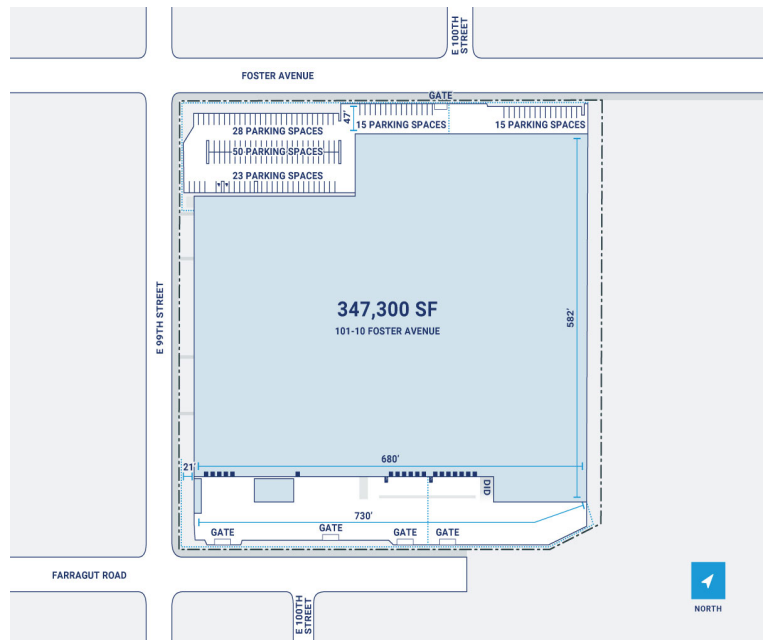 E 100TH
STREET
FOSTER AVENUE
GATE
47'
28 PARKING SPACES
15 PARKING SPACES
15 PARKING SPACES
50 PARKING SPACES
23 PARKING SPACES
E 99TH STREET
347,300 SF
101-10 FOSTER AVENUE
582'
680'
21'
DID
730'
GATE
GATE
GATE
GATE
FARRAGUT ROAD
E 100TH
STREET
NORTH